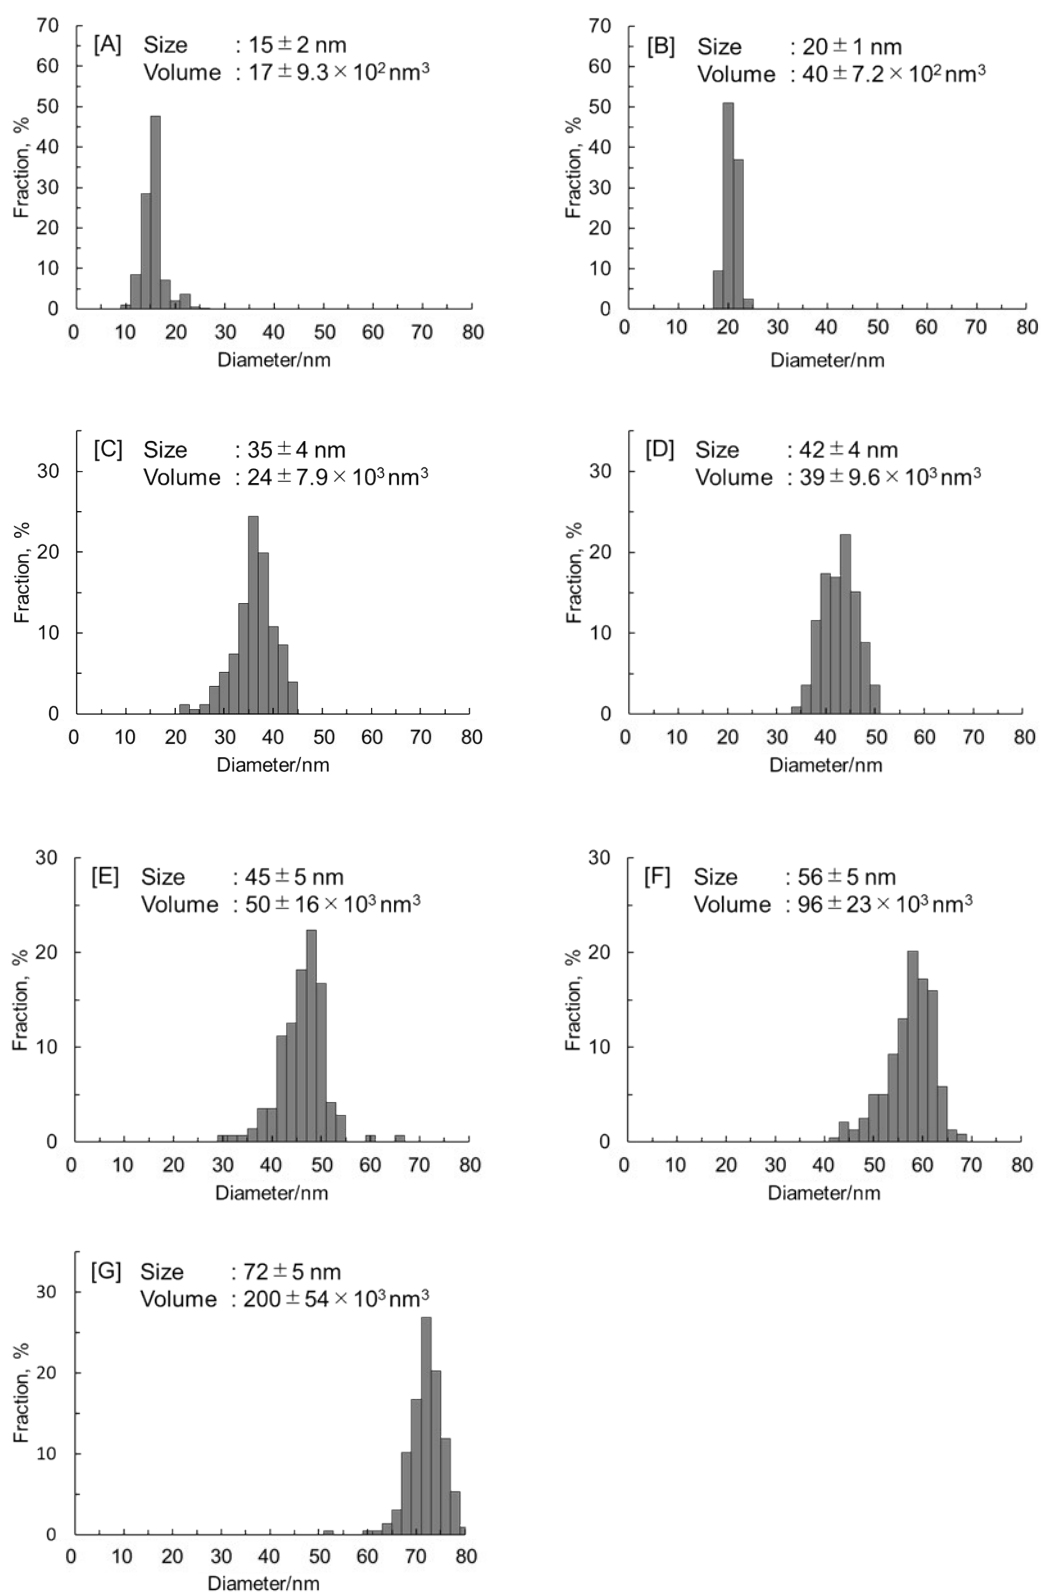 [A] Size : 15 ± 2 nm
Volume : 17 ± 9.3 × 10² nm³
70
60
50
40
30
20
10
0
Fraction, %
0 10 20 30 40 50 60 70 80
Diameter/nm
[B] Size : 20 ± 1 nm
Volume : 40 ± 7.2 × 10² nm³
70
60
50
40
30
20
10
0
Fraction, %
0 10 20 30 40 50 60 70 80
Diameter/nm
[C] Size : 35 ± 4 nm
Volume : 24 ± 7.9 × 10³ nm³
30
20
10
0
Fraction, %
0 10 20 30 40 50 60 70 80
Diameter/nm
[D] Size : 42 ± 4 nm
Volume : 39 ± 9.6 × 10³ nm³
30
20
10
0
Fraction, %
0 10 20 30 40 50 60 70 80
Diameter/nm
[E] Size : 45 ± 5 nm
Volume : 50 ± 16 × 10³ nm³
30
20
10
0
Fraction, %
0 10 20 30 40 50 60 70 80
Diameter/nm
[F] Size : 56 ± 5 nm
Volume : 96 ± 23 × 10³ nm³
30
20
10
0
Fraction, %
0 10 20 30 40 50 60 70 80
Diameter/nm
[G] Size : 72 ± 5 nm
Volume : 200 ± 54 × 10³ nm³
30
20
10
0
Fraction, %
0 10 20 30 40 50 60 70 80
Diameter/nm